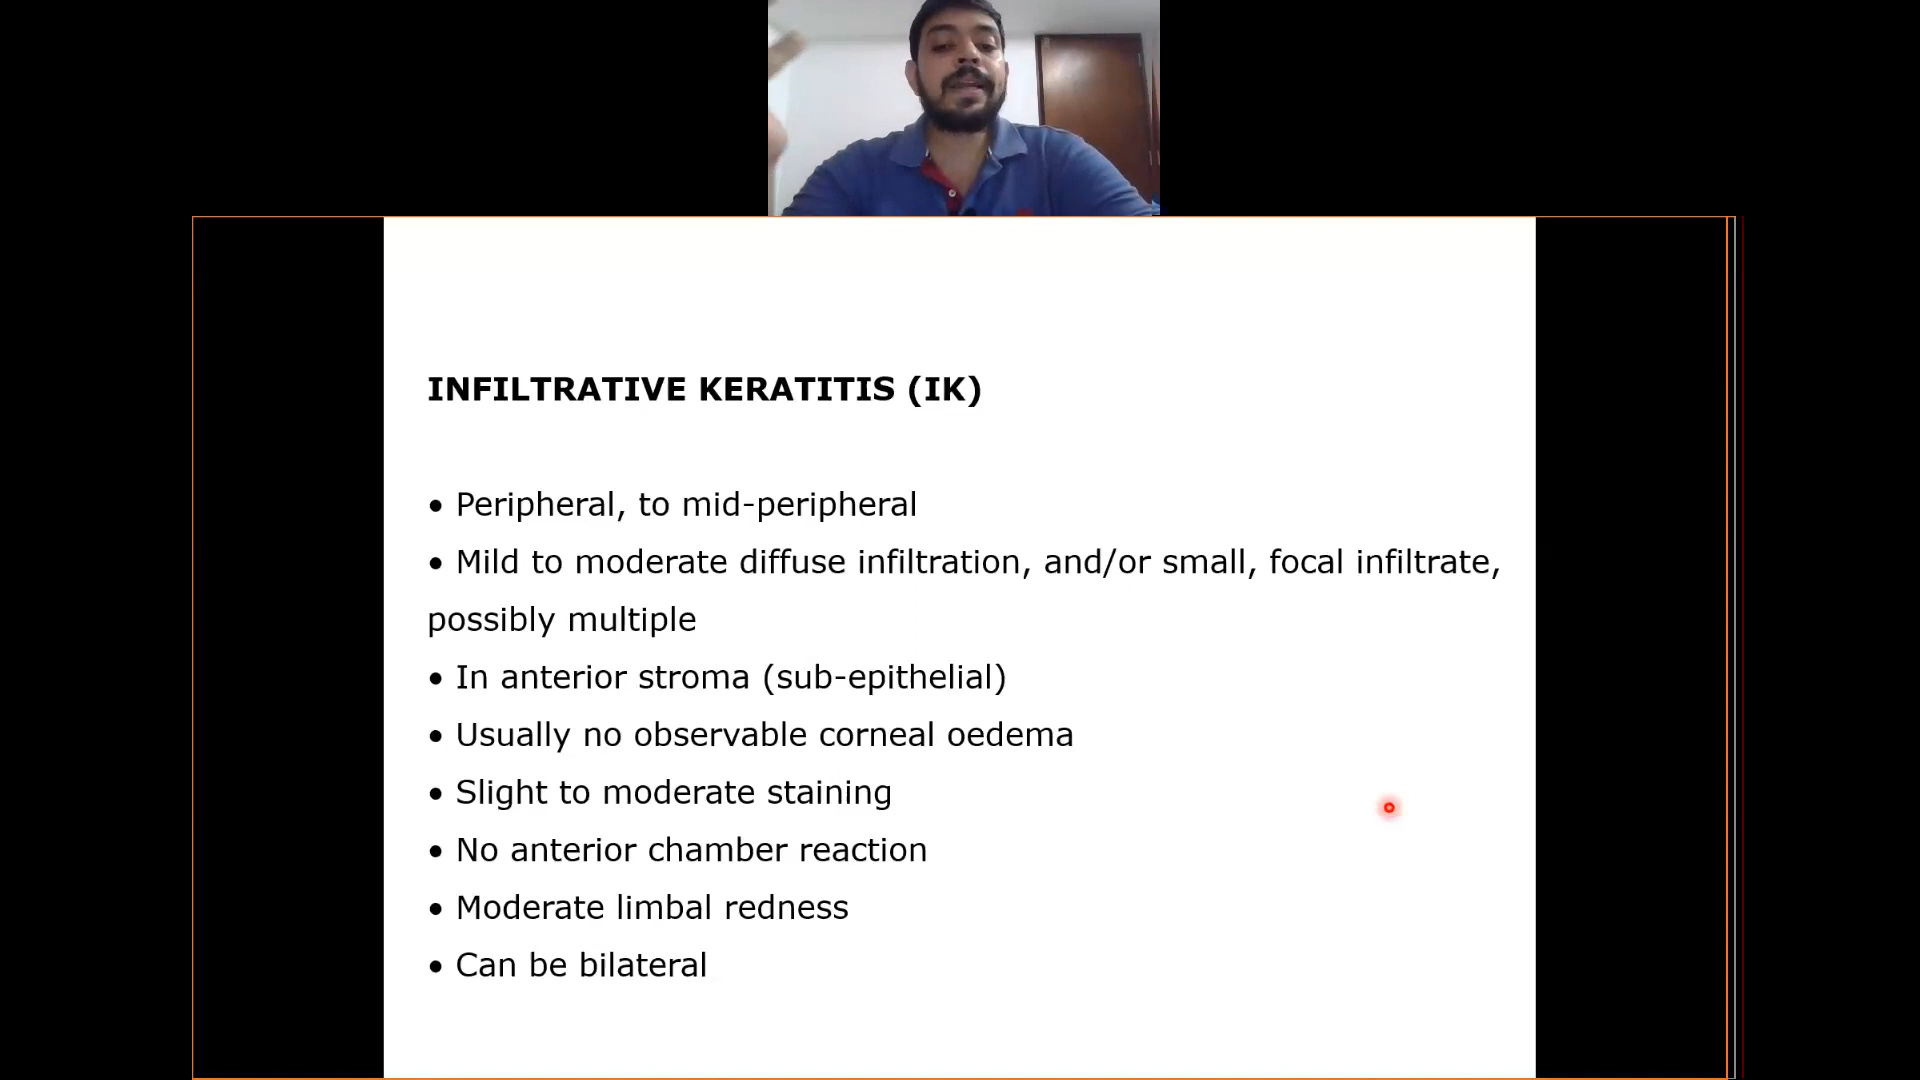 INFILTRATIVE KERATITIS (IK)
• Peripheral, to mid-peripheral
• Mild to moderate diffuse infiltration, and/or small, focal infiltrate,
possibly multiple
• In anterior stroma (sub-epithelial)
• Usually no observable corneal oedema
• Slight to moderate staining
• No anterior chamber reaction
• Moderate limbal redness
• Can be bilateral